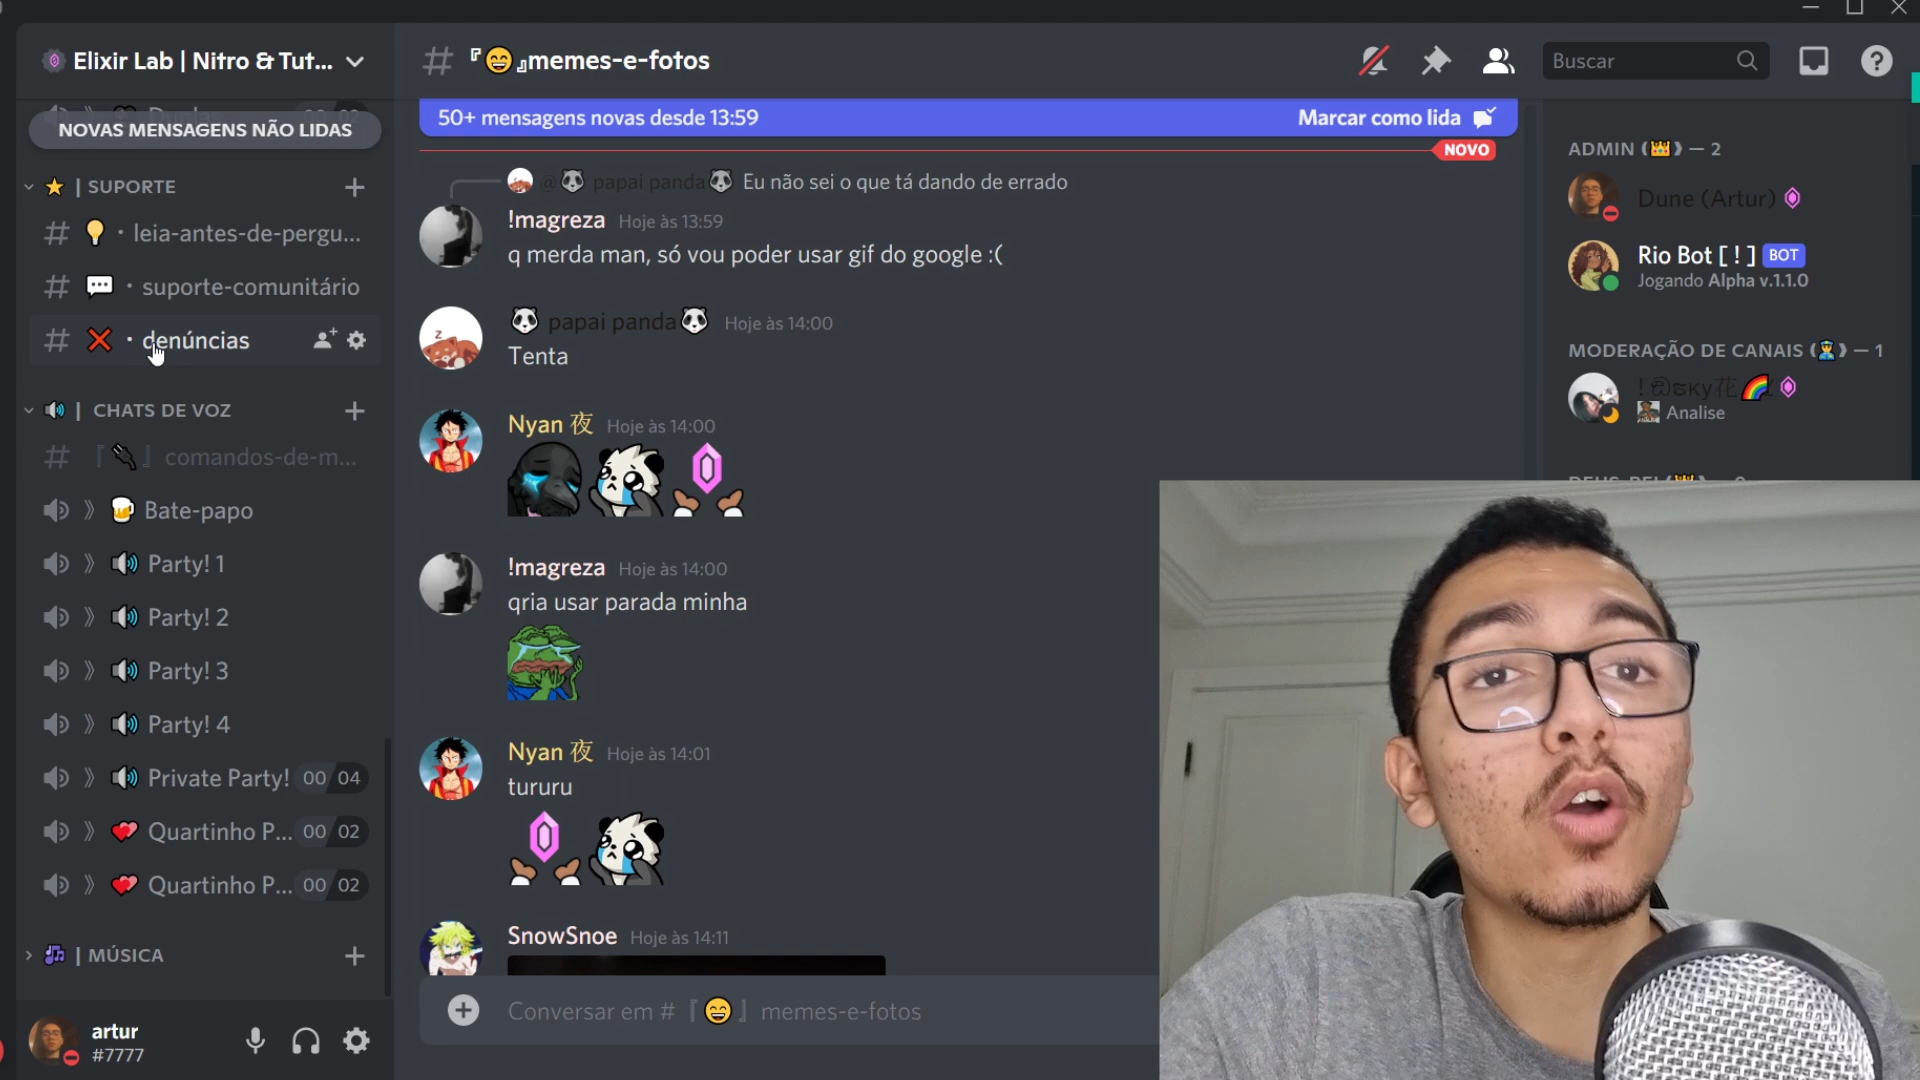 Elixir Lab | Nitro & Tut...
NOVAS MENSAGENS NÃO LIDAS
00 02
| SUPORTE
# 💡 · leia-antes-de-pergu...
# 💬 · suporte-comunitário
# ❌ · denúncias
| CHATS DE VOZ
# 『🔌』 comandos-de-m...
》 🍺 Bate-papo
》 🔊 Party! 1
》 🔊 Party! 2
》 🔊 Party! 3
》 🔊 Party! 4
》 🔊 Private Party! 00 04
》 💕 Quartinho P... 00 02
》 💕 Quartinho P... 00 02
| MÚSICA
artur
#7777
# 『😄』memes-e-fotos
Buscar
50+ mensagens novas desde 13:59 Marcar como lida
NOVO
@🐼 papai panda🐼 Eu não sei o que tá dando de errado
!magreza Hoje às 13:59
q merda man, só vou poder usar gif do google :(
🐼 papai panda🐼 Hoje às 14:00
Tenta
Nyan 夜 Hoje às 14:00
!magreza Hoje às 14:00
qria usar parada minha
Nyan 夜 Hoje às 14:01
tururu
SnowSnoe Hoje às 14:11
Conversar em # 『😄』 memes-e-fotos
ADMIN (👑) — 2
Dune (Artur)
Rio Bot [ ! ] BOT
Jogando Alpha v.1.1.0
MODERAÇÃO DE CANAIS (👮) — 1
Analise